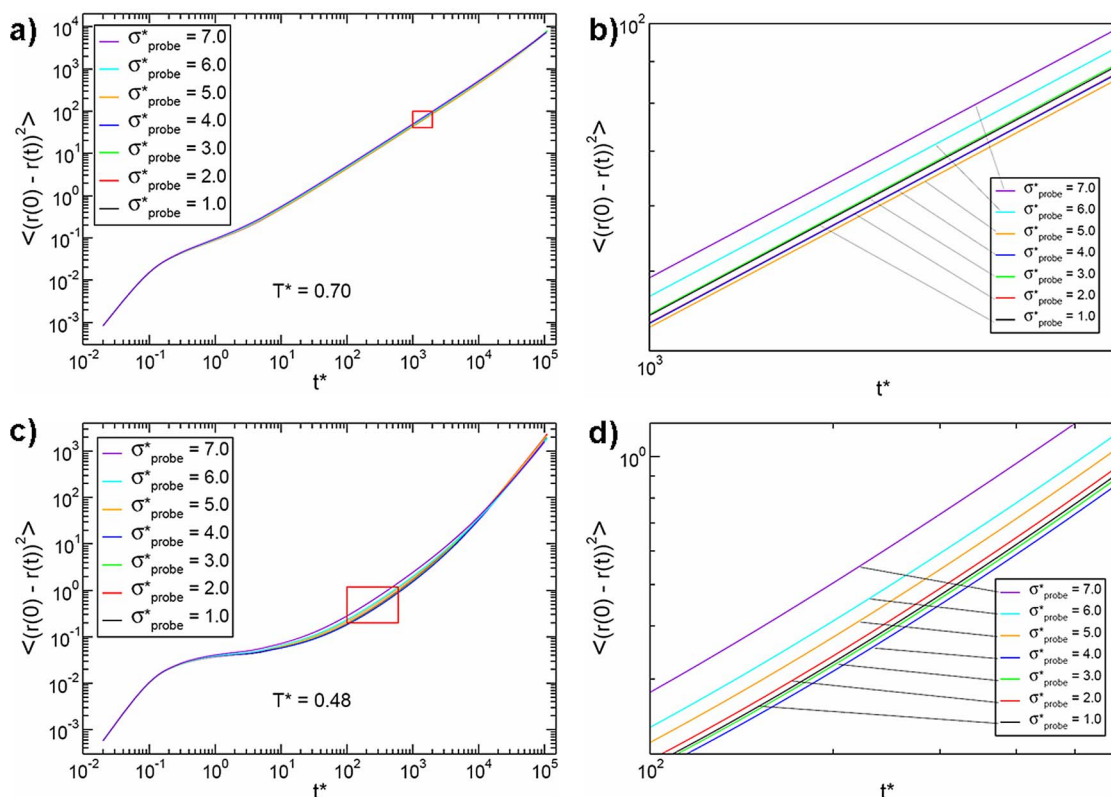 a)
10^4
10^3
10^2
10^1
10^0
10^-1
10^-2
10^-3
<(r(0) - r(t))^2>
σ*probe = 7.0
σ*probe = 6.0
σ*probe = 5.0
σ*probe = 4.0
σ*probe = 3.0
σ*probe = 2.0
σ*probe = 1.0
T* = 0.70
10^-2 10^-1 10^0 10^1 10^2 10^3 10^4 10^5
t*
b)
10^2
<(r(0) - r(t))^2>
σ*probe = 7.0
σ*probe = 6.0
σ*probe = 5.0
σ*probe = 4.0
σ*probe = 3.0
σ*probe = 2.0
σ*probe = 1.0
10^3
t*
c)
10^3
10^2
10^1
10^0
10^-1
10^-2
10^-3
<(r(0) - r(t))^2>
σ*probe = 7.0
σ*probe = 6.0
σ*probe = 5.0
σ*probe = 4.0
σ*probe = 3.0
σ*probe = 2.0
σ*probe = 1.0
T* = 0.48
10^-2 10^-1 10^0 10^1 10^2 10^3 10^4 10^5
t*
d)
10^0
<(r(0) - r(t))^2>
σ*probe = 7.0
σ*probe = 6.0
σ*probe = 5.0
σ*probe = 4.0
σ*probe = 3.0
σ*probe = 2.0
σ*probe = 1.0
10^2
t*